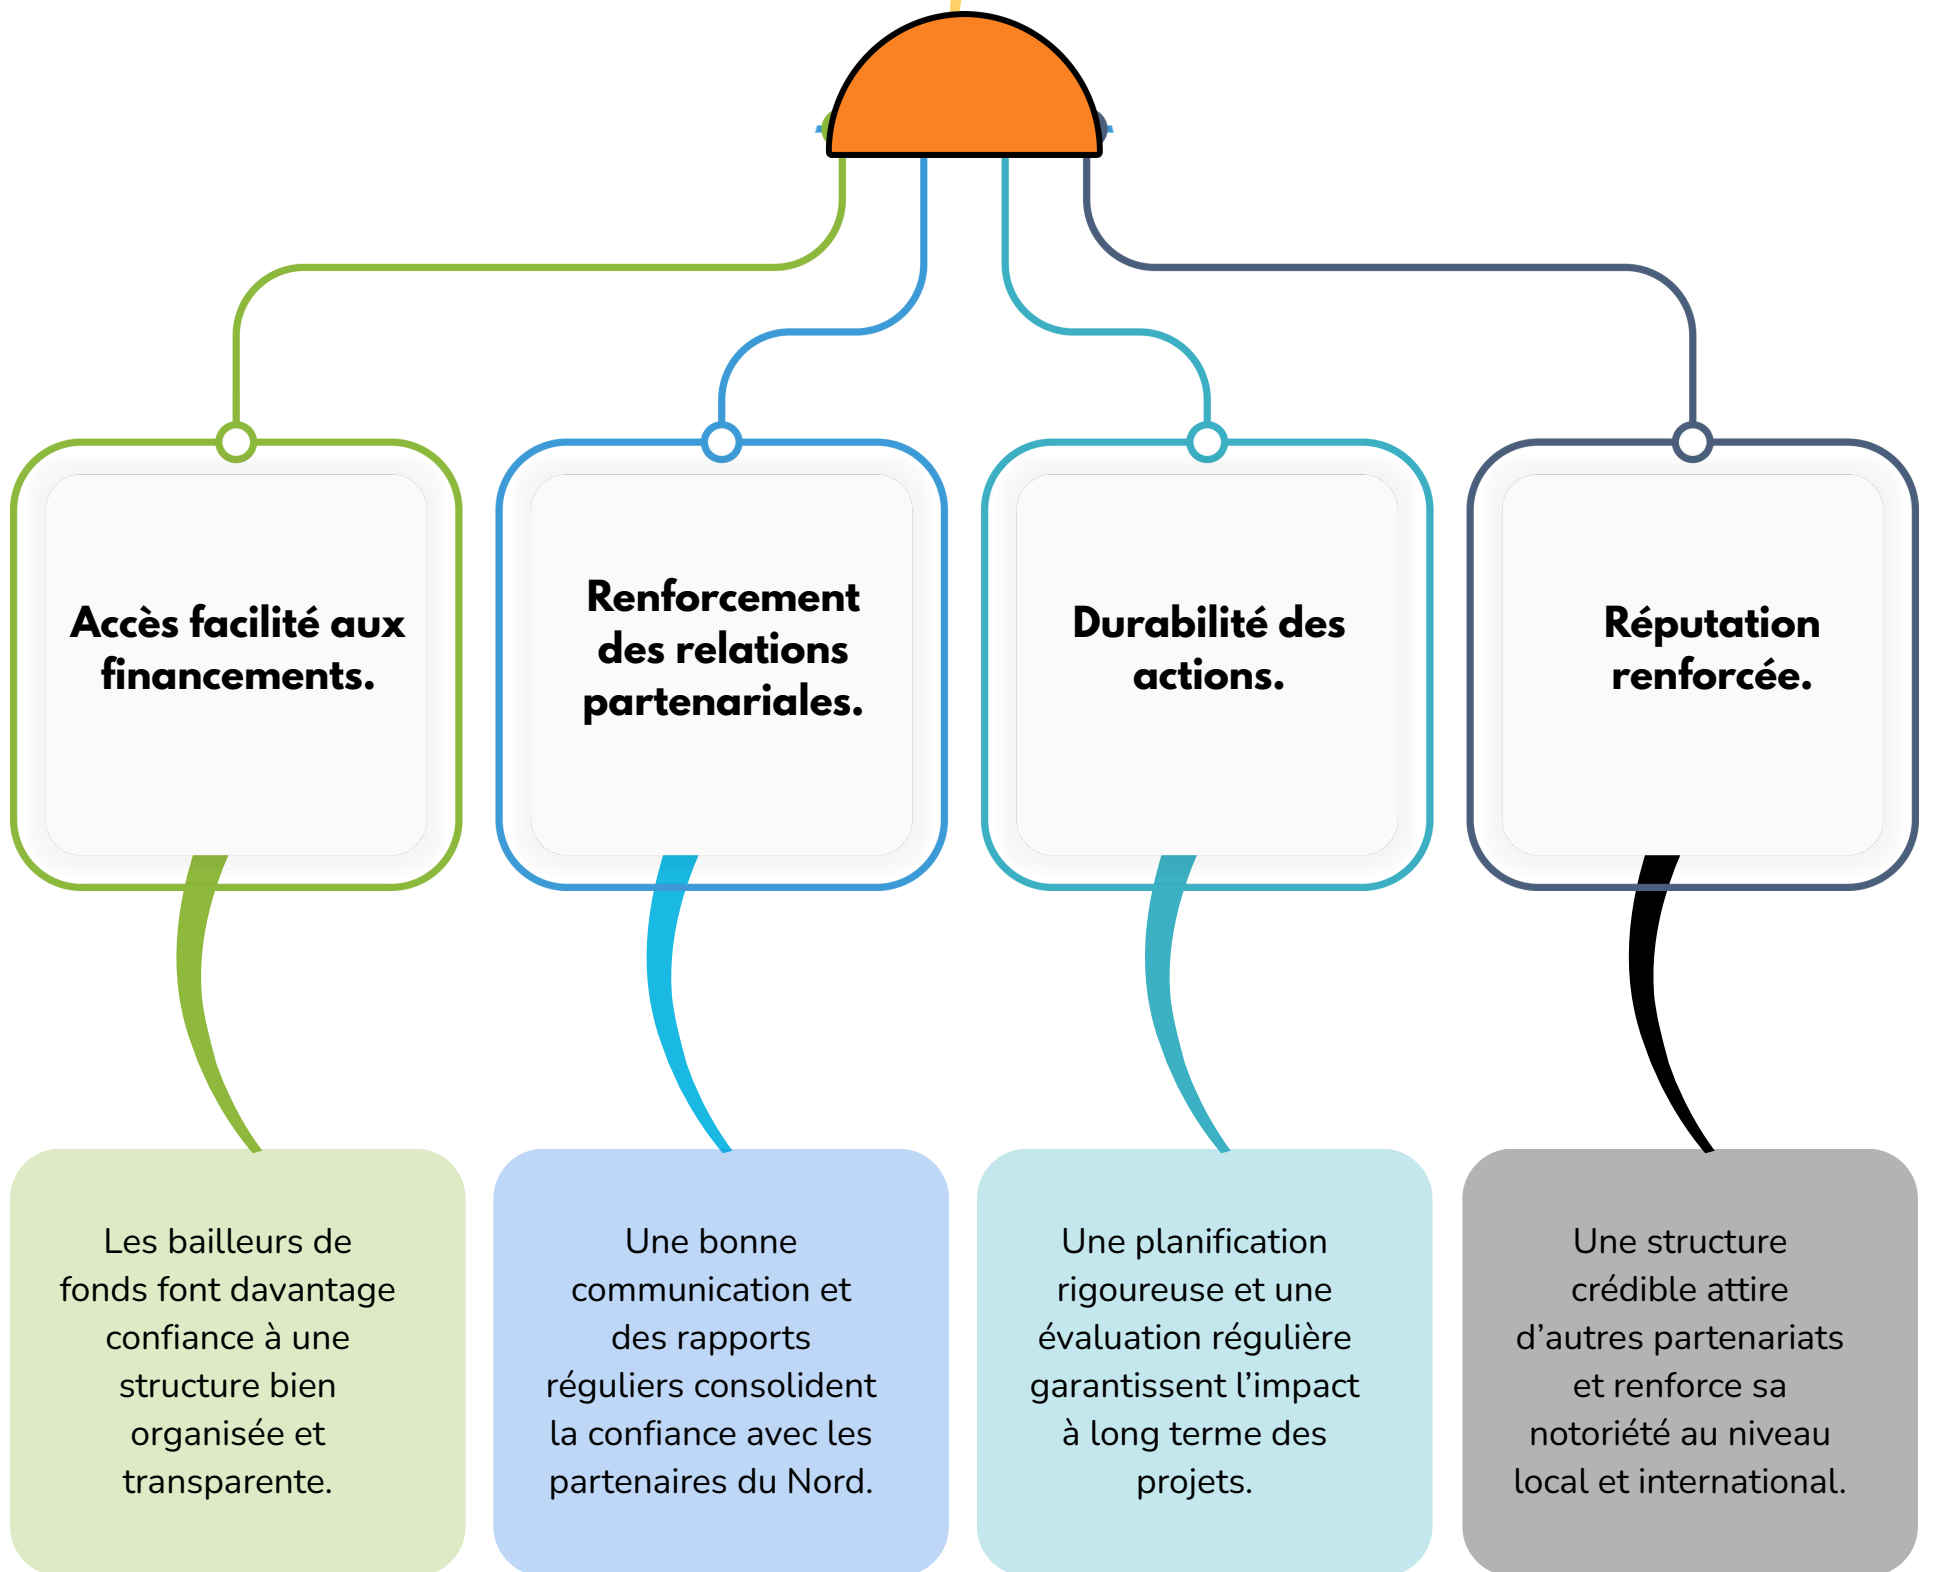 Accès facilité aux
financements.
Renforcement
des relations
partenariales.
Durabilité des
actions.
Réputation
renforcée.
Les bailleurs de
fonds font davantage
confiance à une
structure bien
organisée et
transparente.
Une bonne
communication et
des rapports
réguliers consolident
la confiance avec les
partenaires du Nord.
Une planification
rigoureuse et une
évaluation régulière
garantissent l’impact
à long terme des
projets.
Une structure
crédible attire
d’autres partenariats
et renforce sa
notoriété au niveau
local et international.